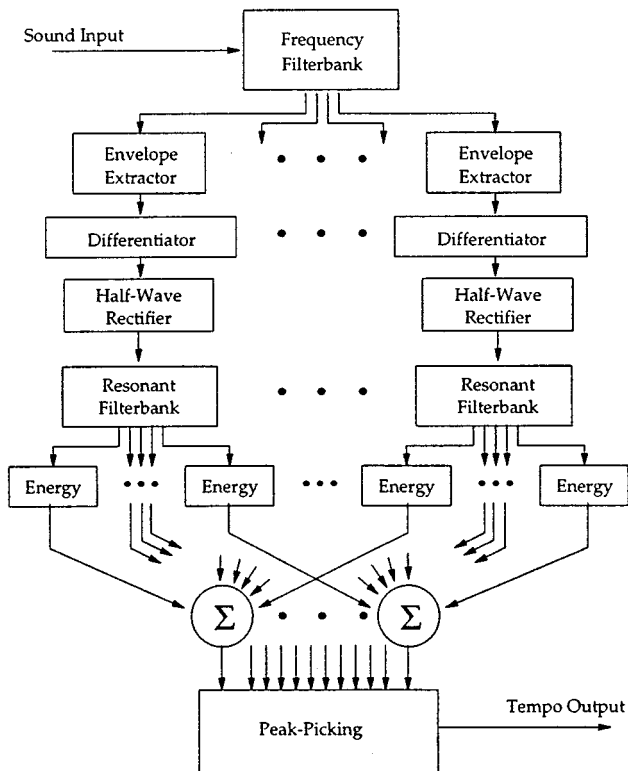 Sound Input
Frequency
Filterbank
Envelope
Extractor
Envelope
Extractor
Differentiator
Differentiator
Half-Wave
Rectifier
Half-Wave
Rectifier
Resonant
Filterbank
Resonant
Filterbank
Energy
Energy
Energy
Energy
Σ
Σ
Peak-Picking
Tempo Output